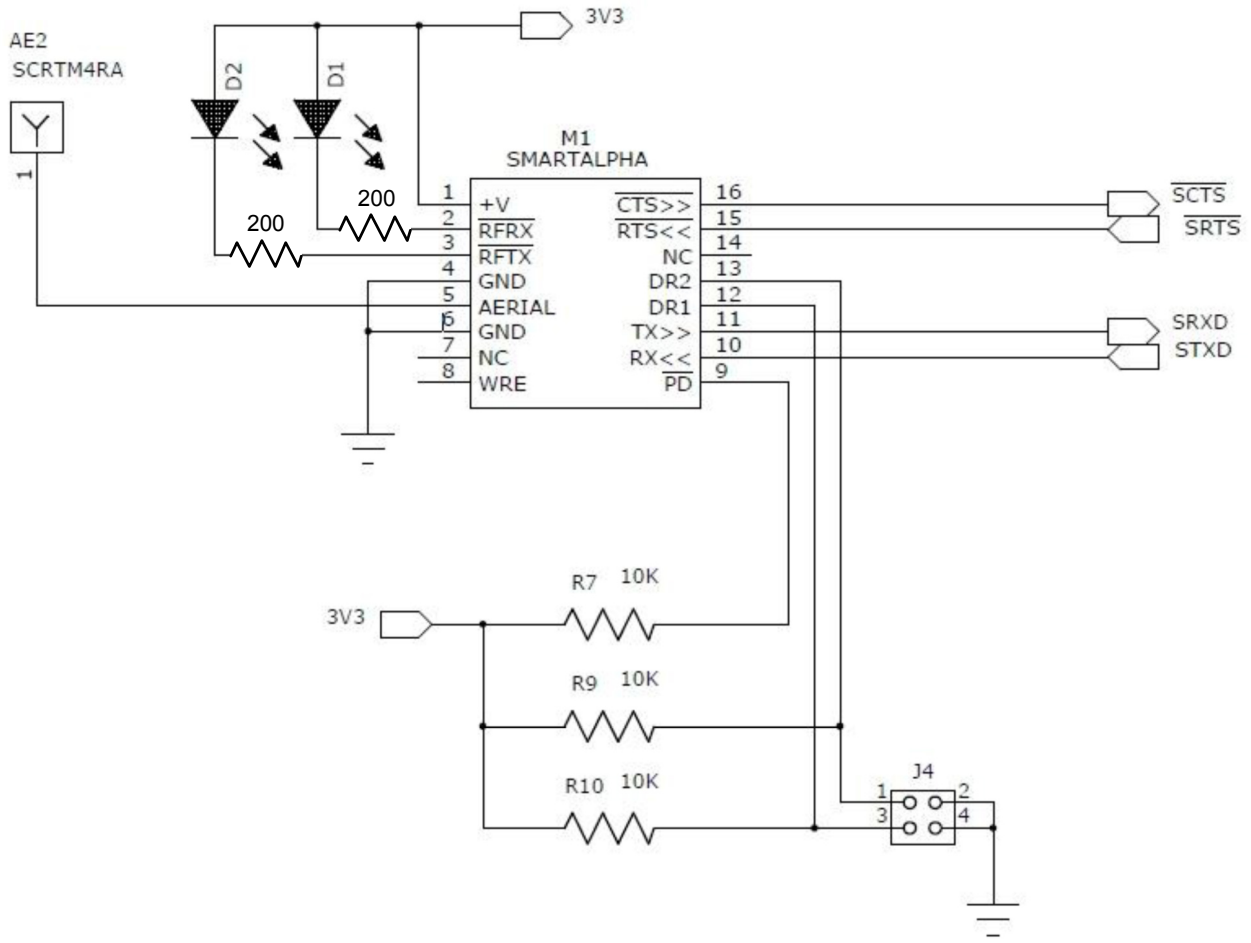 3V3
AE2
SCRTM4RA
D2
D1
1
M1
SMARTALPHA
200
200
1
2
3
4
5
6
7
8
+V
RFRX
RFTX
GND
AERIAL
GND
NC
WRE
CTS>>
RTS<<
NC
DR2
DR1
TX>>
RX<<
PD
16
15
14
13
12
11
10
9
SCTS
SRTS
SRXD
STXD
R7 10K
3V3
R9 10K
R10 10K
J4
1 2
3 4